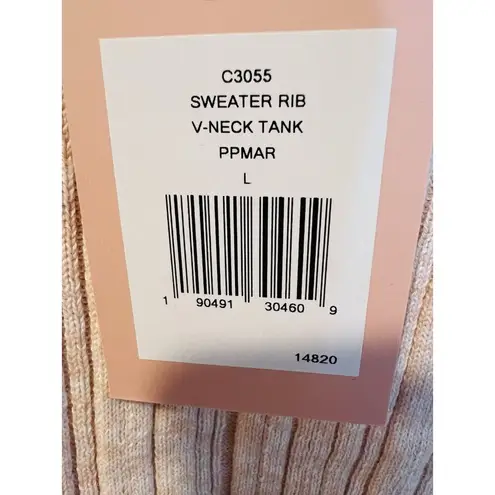 C3055
SWEATER RIB
V-NECK TANK
PPMAR
L
1 90491 30460 9
14820